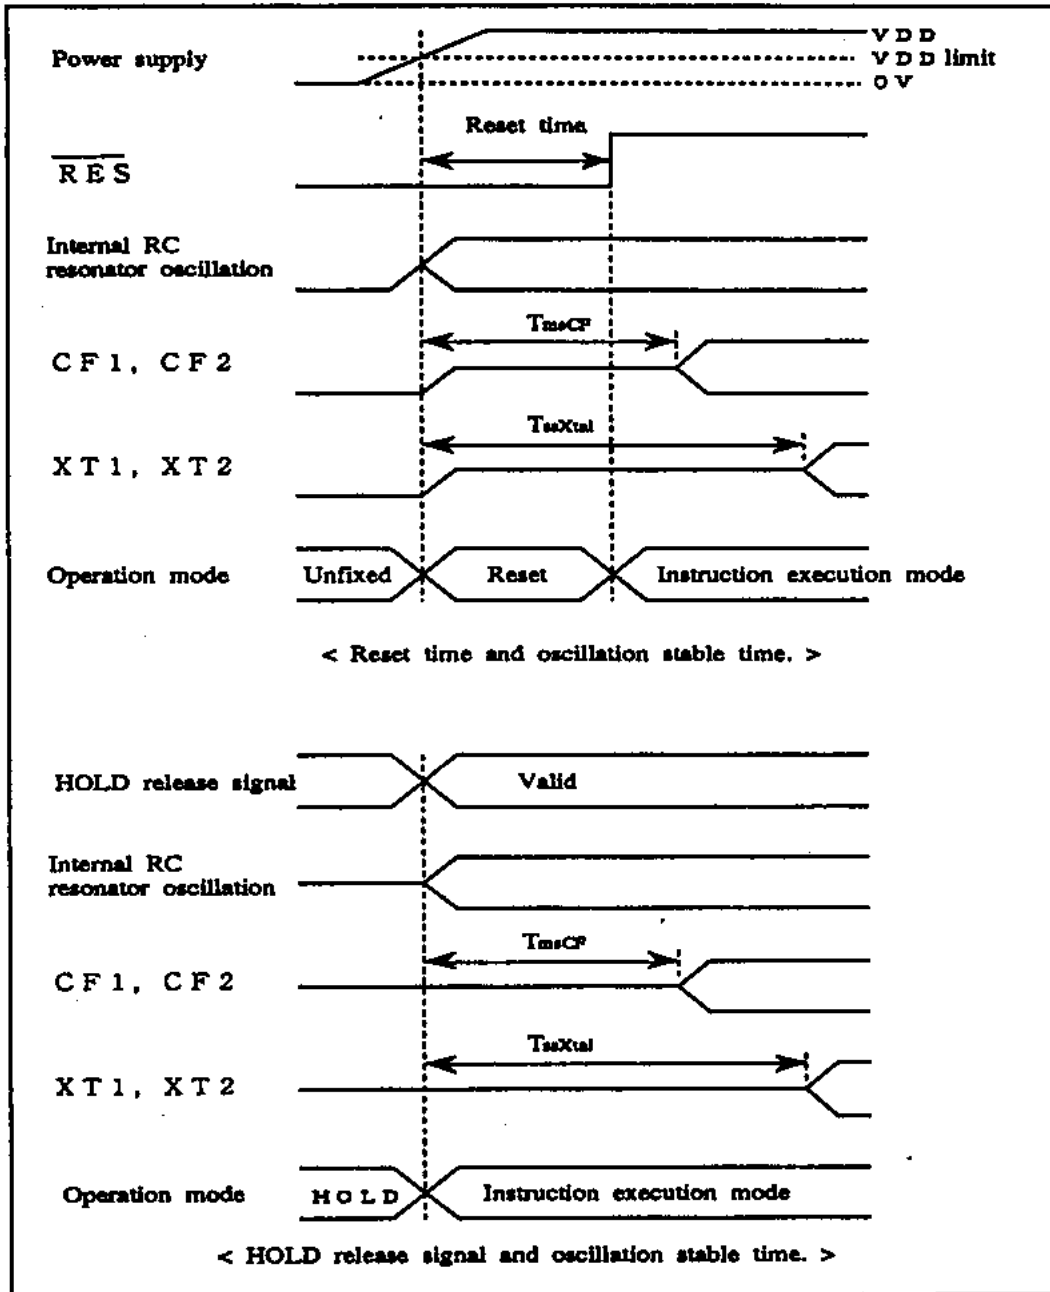 VDD
Power supply
VDD limit
0V
Reset time
RES
Internal RC
resonator oscillation
TmsCF
CF1, CF2
TssXtal
XT1, XT2
Operation mode
Unfixed
Reset
Instruction execution mode
< Reset time and oscillation stable time. >
HOLD release signal
Valid
Internal RC
resonator oscillation
TmsCF
CF1, CF2
TssXtal
XT1, XT2
Operation mode
HOLD
Instruction execution mode
< HOLD release signal and oscillation stable time. >